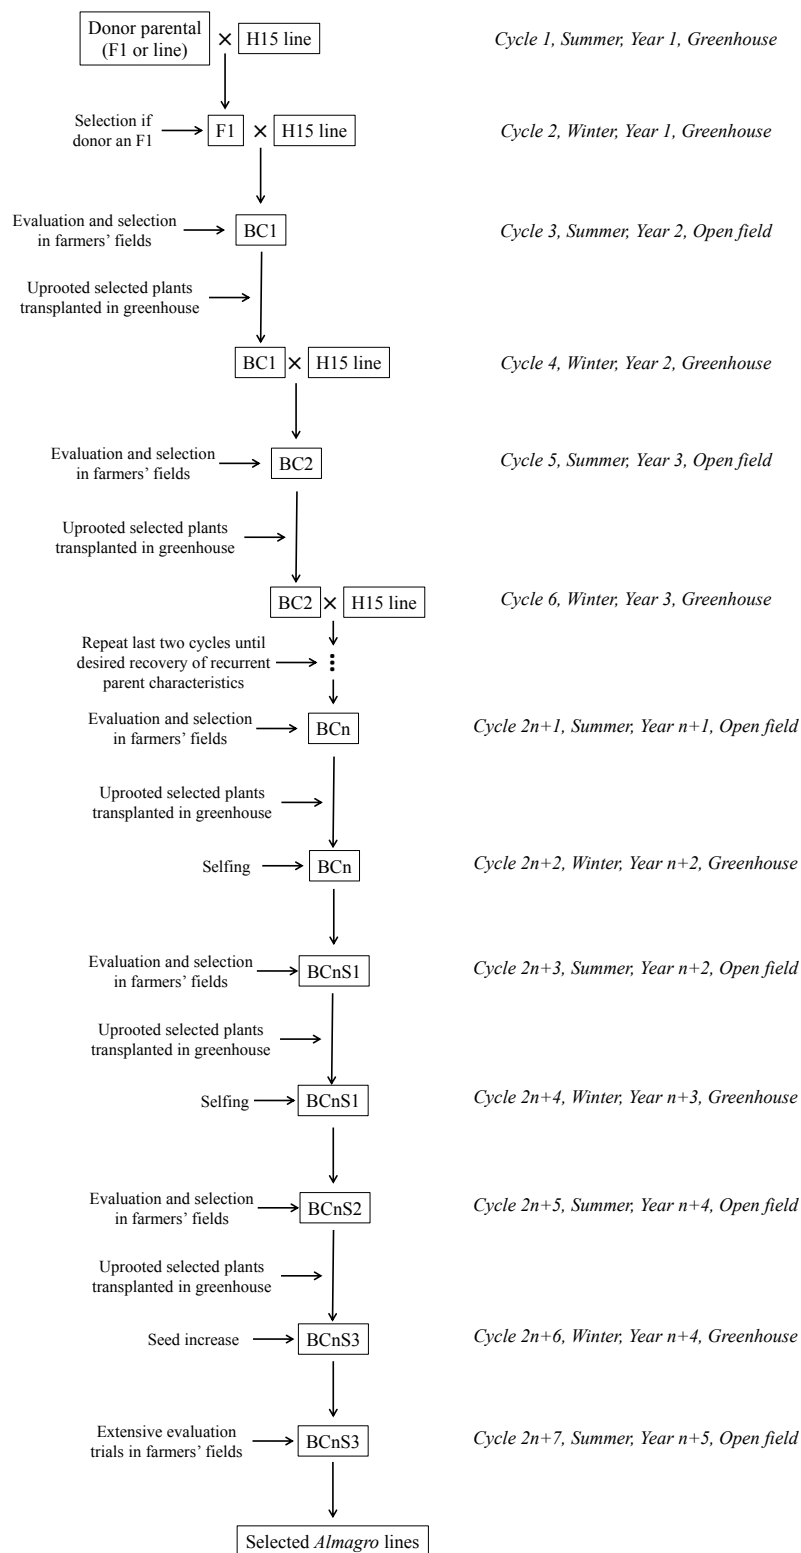 Donor parental
(F1 or line)
×
H15 line
Cycle 1, Summer, Year 1, Greenhouse
Selection if
donor an F1
F1
×
H15 line
Cycle 2, Winter, Year 1, Greenhouse
Evaluation and selection
in farmers’ fields
BC1
Cycle 3, Summer, Year 2, Open field
Uprooted selected plants
transplanted in greenhouse
BC1
×
H15 line
Cycle 4, Winter, Year 2, Greenhouse
Evaluation and selection
in farmers’ fields
BC2
Cycle 5, Summer, Year 3, Open field
Uprooted selected plants
transplanted in greenhouse
BC2
×
H15 line
Cycle 6, Winter, Year 3, Greenhouse
Repeat last two cycles until
desired recovery of recurrent
parent characteristics
Evaluation and selection
in farmers’ fields
BCn
Cycle 2n+1, Summer, Year n+1, Open field
Uprooted selected plants
transplanted in greenhouse
Selfing
BCn
Cycle 2n+2, Winter, Year n+2, Greenhouse
Evaluation and selection
in farmers’ fields
BCnS1
Cycle 2n+3, Summer, Year n+2, Open field
Uprooted selected plants
transplanted in greenhouse
Selfing
BCnS1
Cycle 2n+4, Winter, Year n+3, Greenhouse
Evaluation and selection
in farmers’ fields
BCnS2
Cycle 2n+5, Summer, Year n+4, Open field
Uprooted selected plants
transplanted in greenhouse
Seed increase
BCnS3
Cycle 2n+6, Winter, Year n+4, Greenhouse
Extensive evaluation
trials in farmers’ fields
BCnS3
Cycle 2n+7, Summer, Year n+5, Open field
Selected Almagro lines